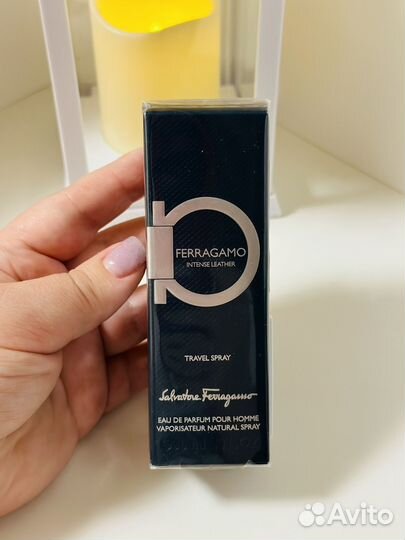 FERRAGAMO
INTENSE LEATHER
TRAVEL SPRAY
Salvatore Ferragamo
EAU DE PARFUM POUR HOMME
VAPORISATEUR NATURAL SPRAY
Avito